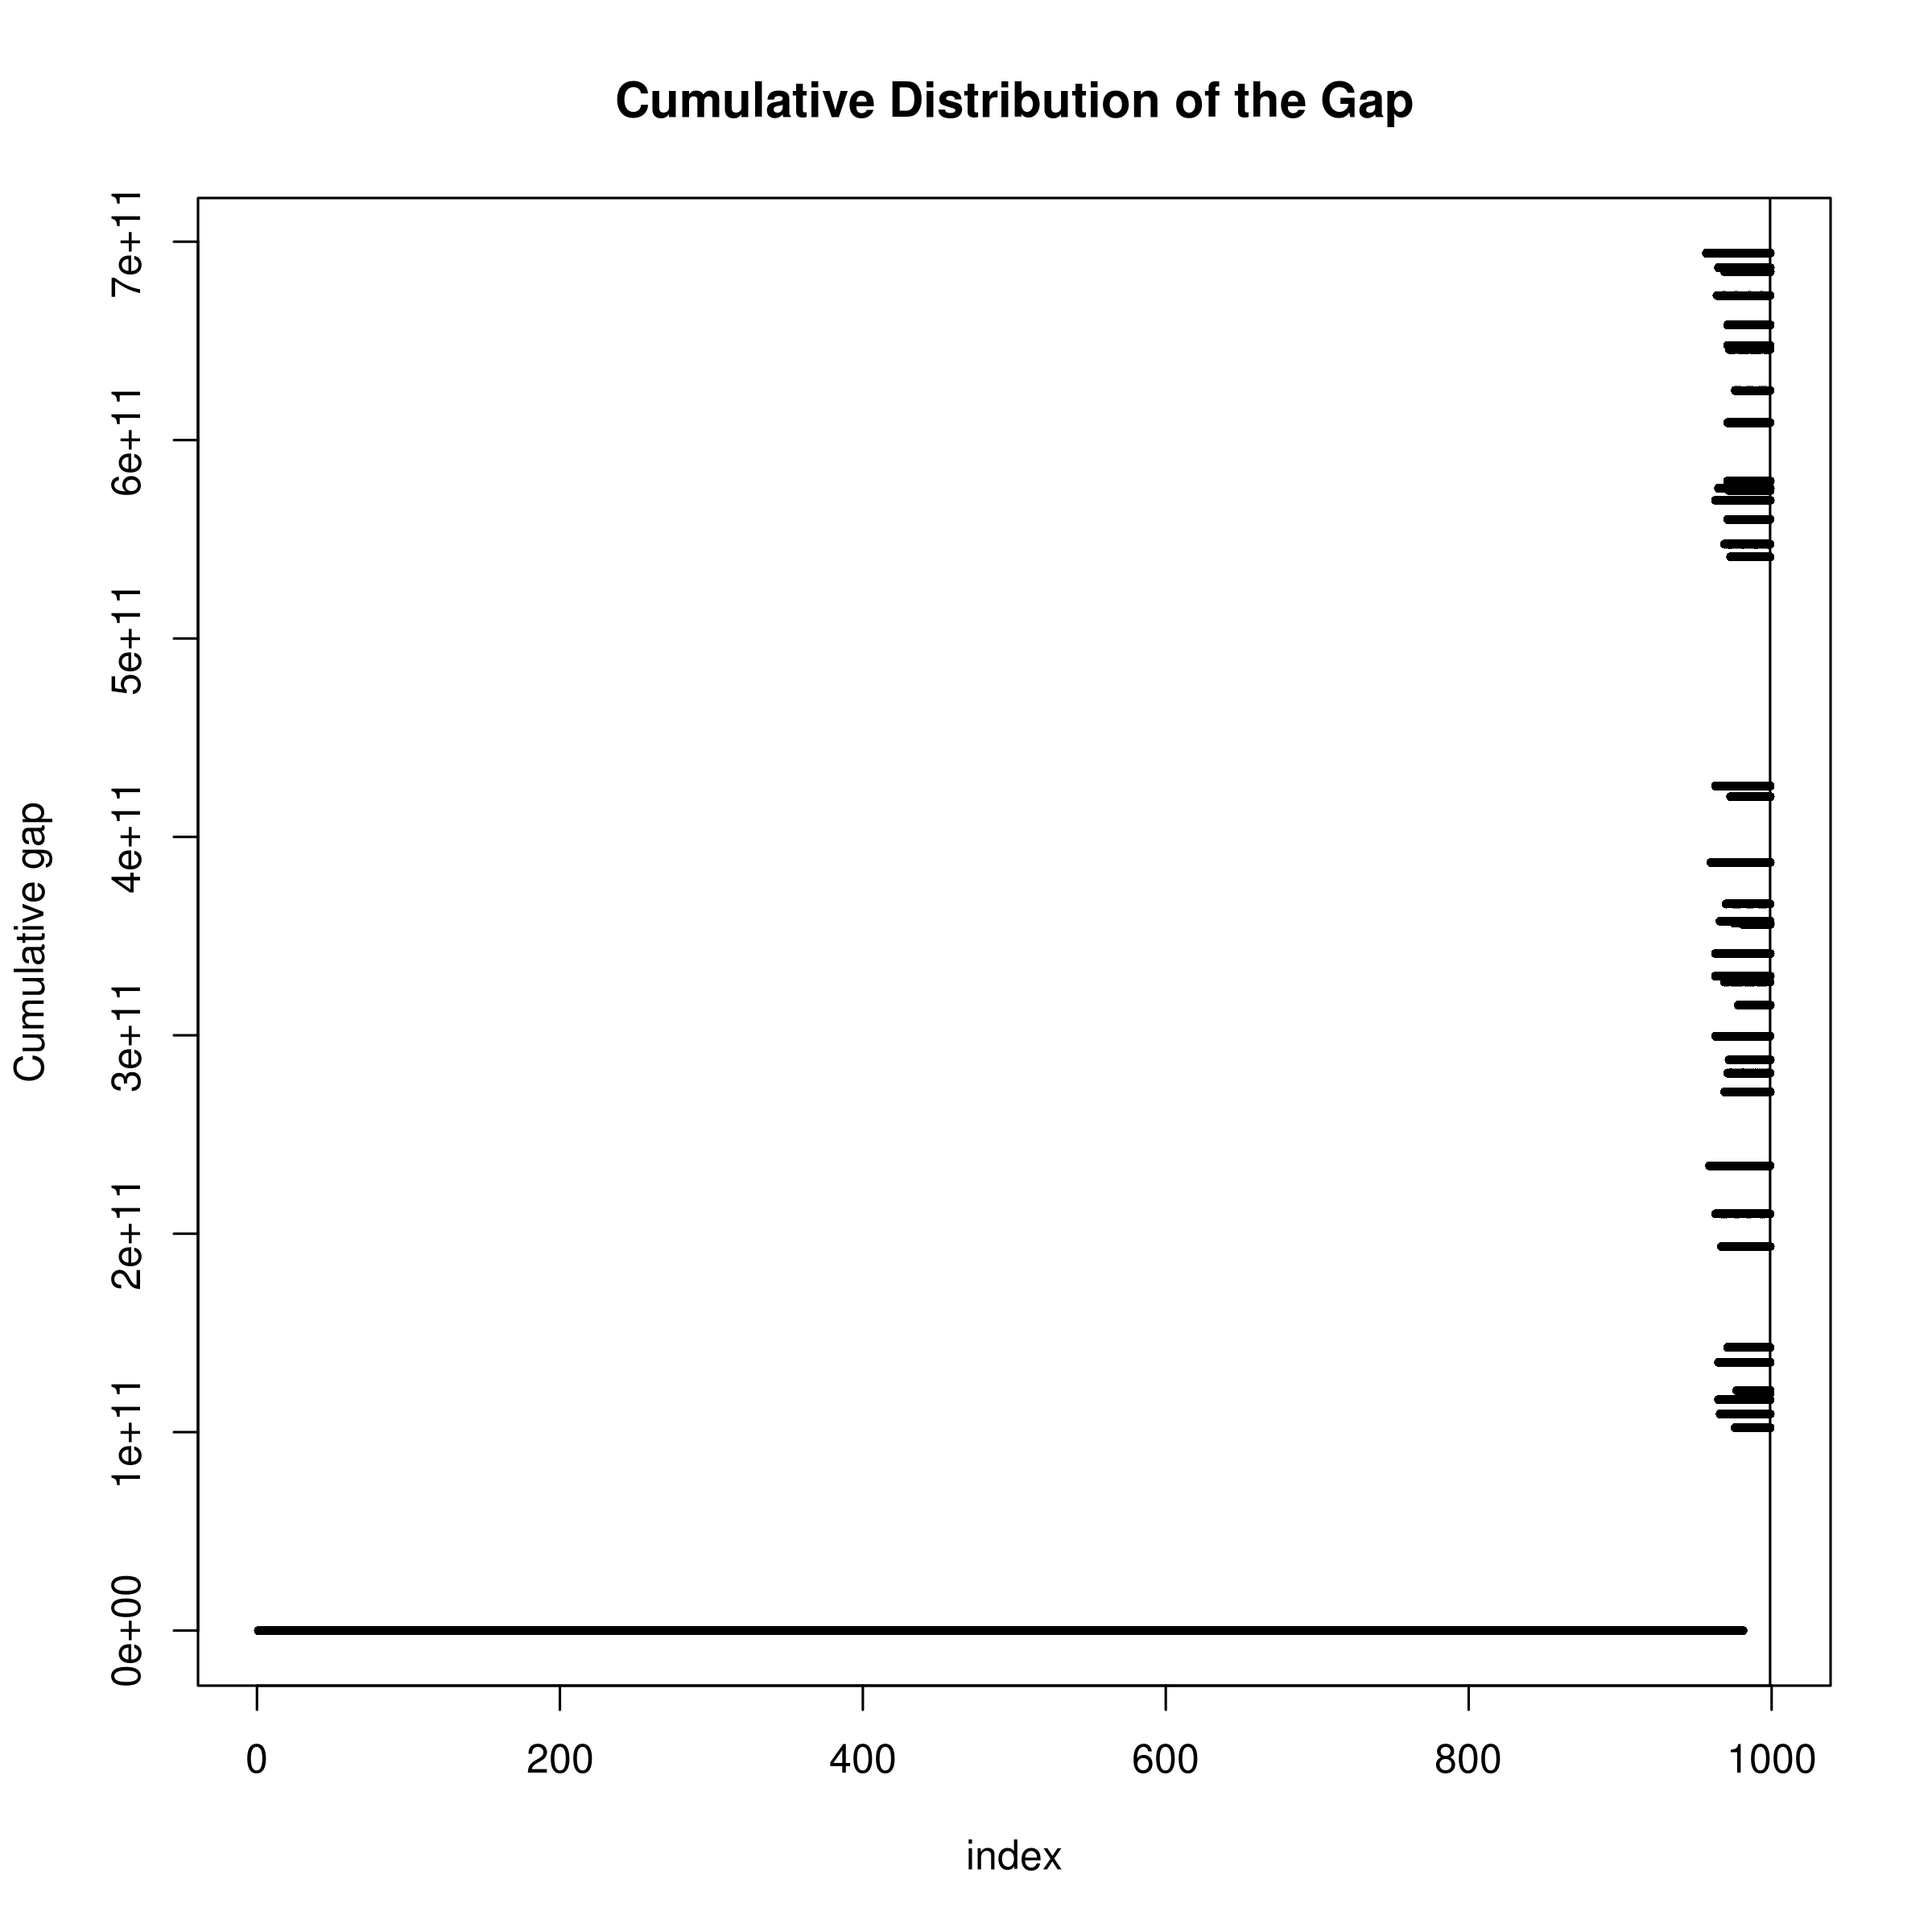 Cumulative Distribution of the Gap
7e+11
6e+11
5e+11
4e+11
3e+11
2e+11
1e+11
0e+00
Cumulative gap
0 200 400 600 800 1000
index